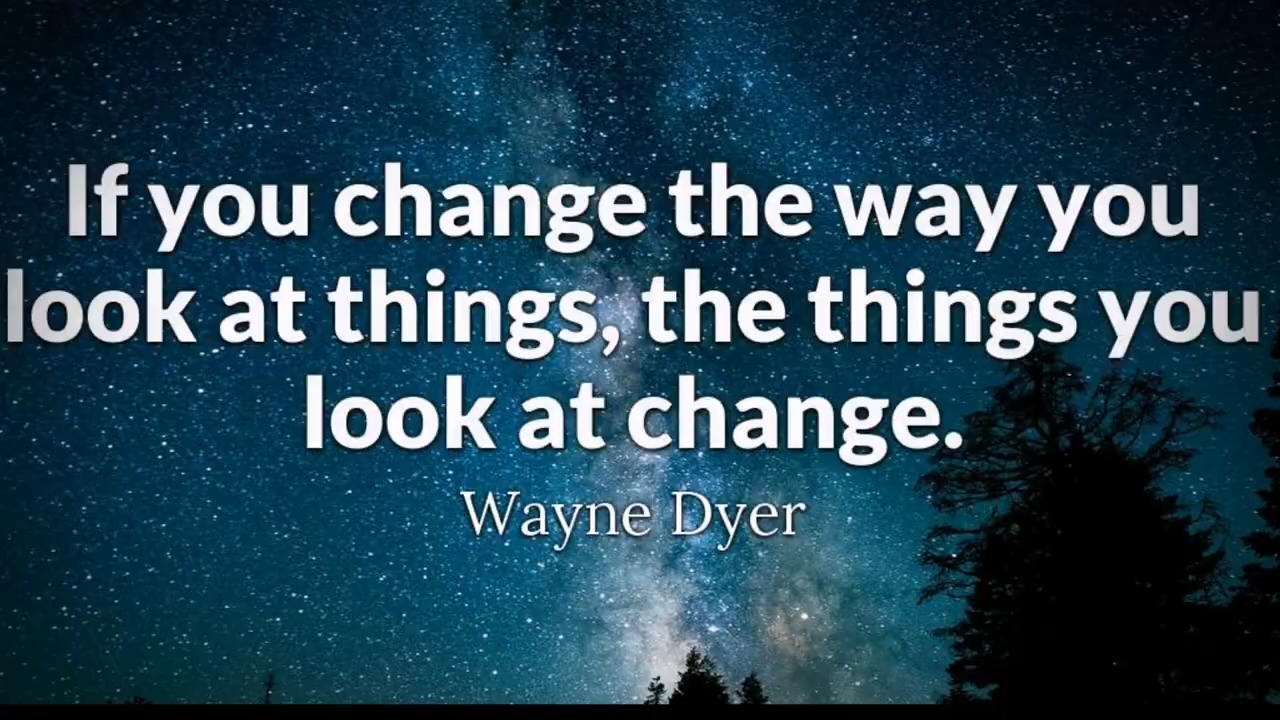 If you change the way you
look at things, the things you
look at change.
Wayne Dyer